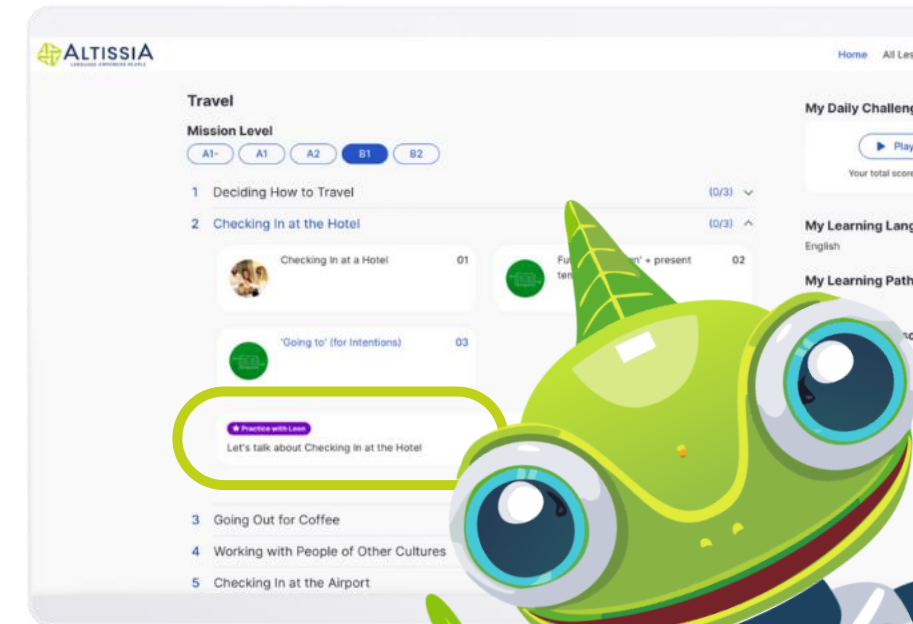 ALTISSIA
LANGUAGE EMPOWERS PEOPLE
Home All
Travel
My Daily
Mission Level
A1- A1 A2 B1 B2
Play
Your total score
1 Deciding How to Travel (0/3)
2 Checking In at the Hotel (0/3)
My Learning
English
Checking In at a Hotel 01
+ present 02
My Learning Path
'Going to' (for Intentions) 03
Practice with Leon
Let's talk about Checking In at the Hotel
3 Going Out for Coffee
4 Working with People of Other Cultures
5 Checking In at the Airport